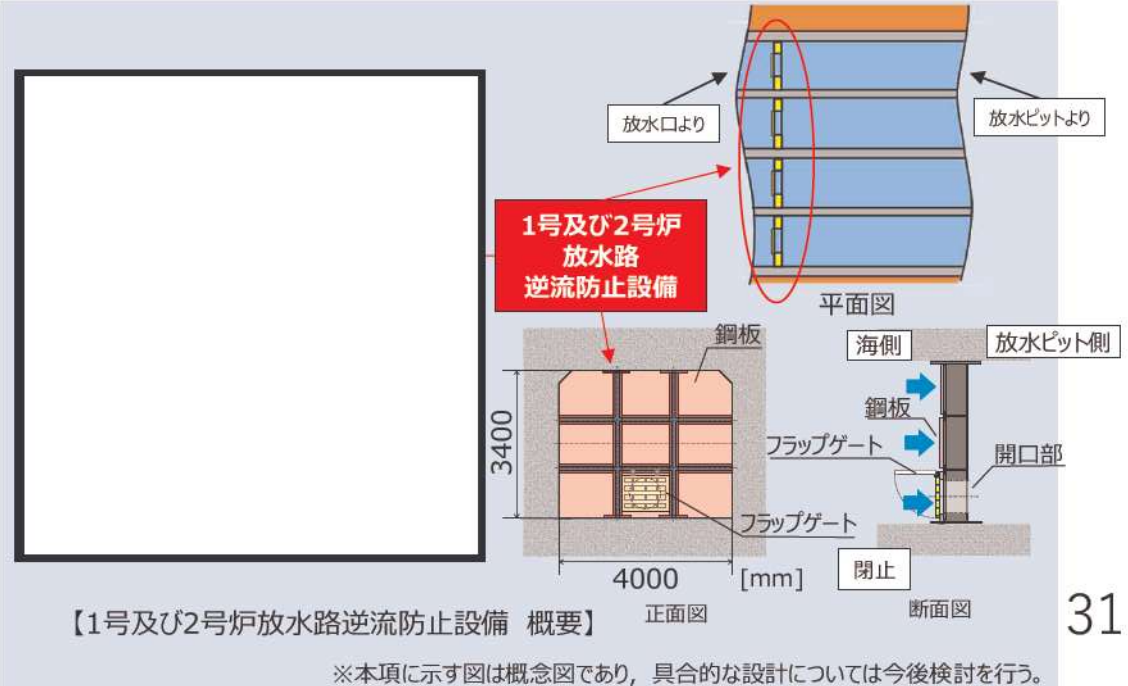 放水口より
放水ピットより
1号及び2号炉
放水路
逆流防止設備
平面図
鋼板
海側
放水ピット側
鋼板
フラップゲート
開口部
3400
フラップゲート
4000
[mm]
閉止
正面図
断面図
【1号及び2号炉放水路逆流防止設備 概要】
31
※本項に示す図は概念図であり，具合的な設計については今後検討を行う。